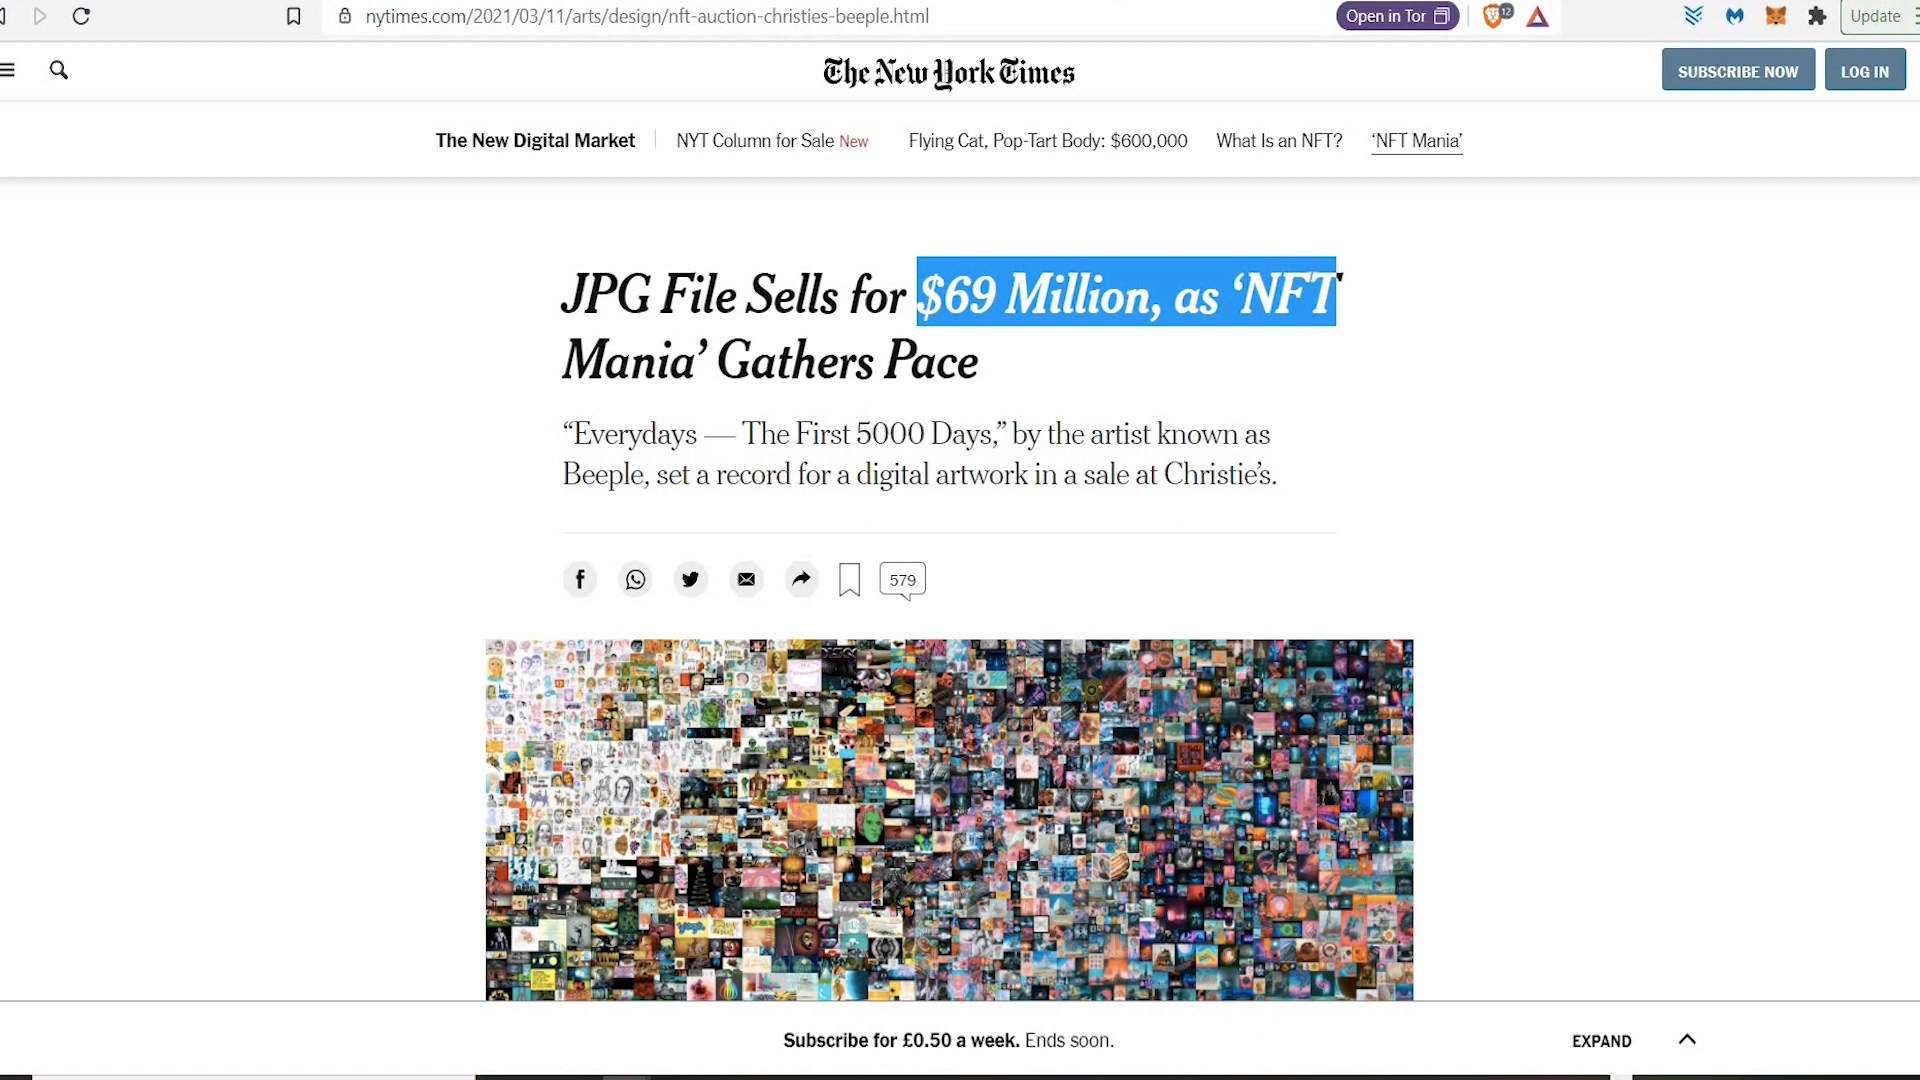 nytimes.com/2021/03/11/arts/design/nft-auction-christies-beeple.html
Open in Tor
12
Update
The New York Times
SUBSCRIBE NOW
LOG IN
The New Digital Market
NYT Column for Sale New
Flying Cat, Pop-Tart Body: $600,000
What Is an NFT?
‘NFT Mania’
JPG File Sells for $69 Million, as ‘NFT
Mania’ Gathers Pace
“Everydays — The First 5000 Days,” by the artist known as
Beeple, set a record for a digital artwork in a sale at Christie’s.
579
Subscribe for £0.50 a week. Ends soon.
EXPAND